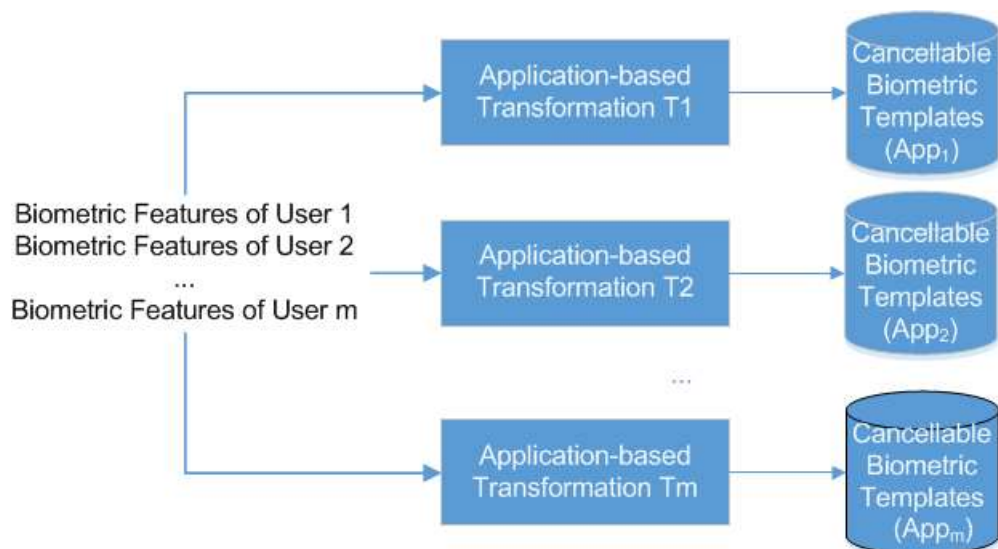 Biometric Features of User 1
Biometric Features of User 2
...
Biometric Features of User m
Application-based
Transformation T1
Cancellable
Biometric
Templates
(App₁)
Application-based
Transformation T2
Cancellable
Biometric
Templates
(App₂)
...
Application-based
Transformation Tm
Cancellable
Biometric
Templates
(Appₘ)